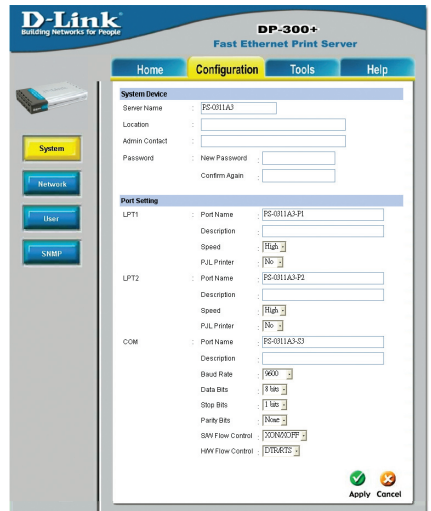 D-Link
Building Networks for People
DP-300+
Fast Ethernet Print Server
Home Configuration Tools Help
System
Network
User
SNMP
System Device
Server Name : PS-0311A3
Location :
Admin Contact :
Password : New Password :
Confirm Again :
Port Setting
LPT1 : Port Name : PS-0311A3-P1
Description :
Speed : High
PJL Printer : No
LPT2 : Port Name : PS-0311A3-P2
Description :
Speed : High
PJL Printer : No
COM : Port Name : PS-0311A3-S3
Description :
Baud Rate : 9600
Data Bits : 8 bits
Stop Bits : 1 bits
Parity Bits : None
S/W Flow Control : XON/XOFF
H/W Flow Control : DTR/RTS
Apply Cancel